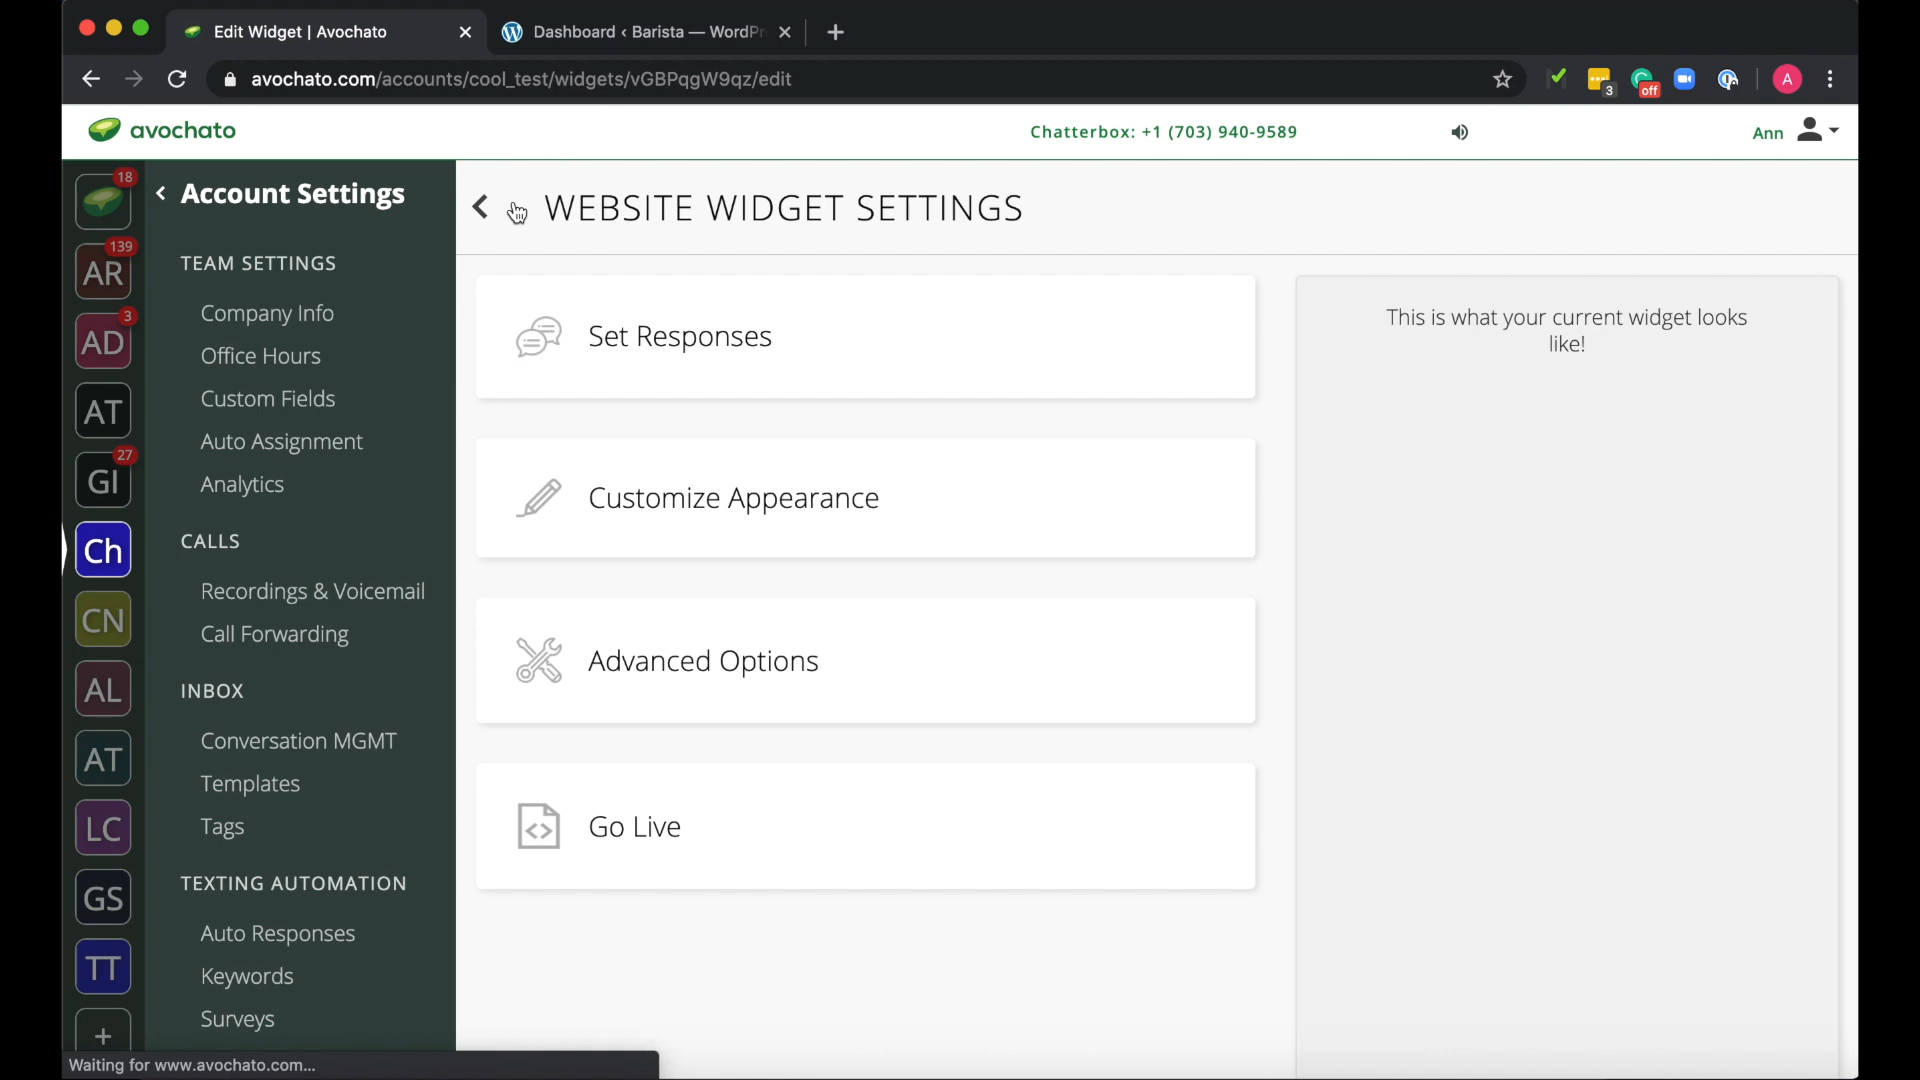 Edit Widget | Avochato
Dashboard ‹ Barista — WordPr
avochato.com/accounts/cool_test/widgets/vGBPqgW9qz/edit
3
off
A
avochato
Chatterbox: +1 (703) 940-9589
Ann
18
139
AR
3
AD
AT
27
GI
Ch
CN
AL
AT
LC
GS
TT
+
Account Settings
TEAM SETTINGS
Company Info
Office Hours
Custom Fields
Auto Assignment
Analytics
CALLS
Recordings & Voicemail
Call Forwarding
INBOX
Conversation MGMT
Templates
Tags
TEXTING AUTOMATION
Auto Responses
Keywords
Surveys
WEBSITE WIDGET SETTINGS
Set Responses
Customize Appearance
Advanced Options
Go Live
This is what your current widget looks
like!
Waiting for www.avochato.com...